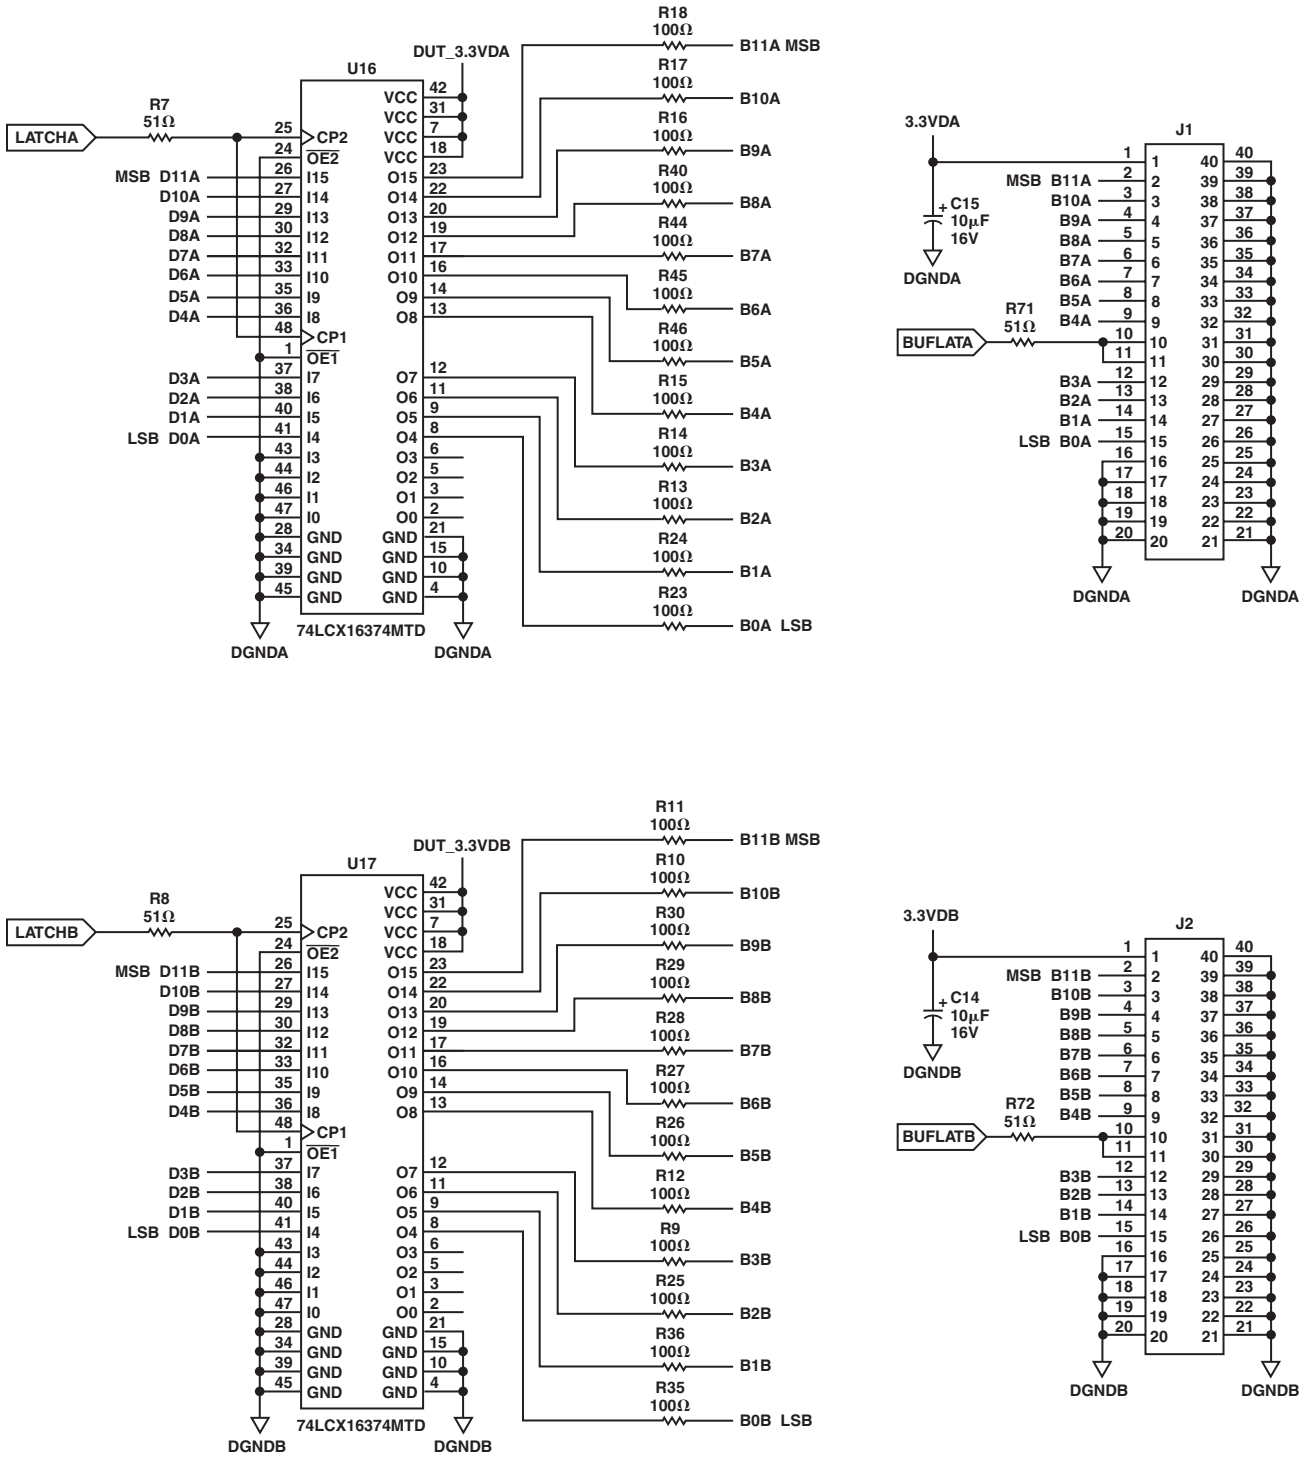 R18
100Ω
B11A MSB
R17
100Ω
B10A
R16
100Ω
B9A
R40
100Ω
B8A
R44
100Ω
B7A
R45
100Ω
B6A
R46
100Ω
B5A
R15
100Ω
B4A
R14
100Ω
B3A
R13
100Ω
B2A
R24
100Ω
B1A
R23
100Ω
B0A LSB
DUT_3.3VDA
U16
R7
51Ω
LATCHA
25 CP2
24 OE2
MSB D11A 26 I15
D10A 27 I14
D9A 29 I13
D8A 30 I12
D7A 32 I11
D6A 33 I10
D5A 35 I9
D4A 36 I8
48 CP1
1 OE1
D3A 37 I7
D2A 38 I6
D1A 40 I5
LSB D0A 41 I4
43 I3
44 I2
46 I1
47 I0
28 GND
34 GND
39 GND
45 GND
VCC 42
VCC 31
VCC 7
VCC 18
O15 23
O14 22
O13 20
O12 19
O11 17
O10 16
O9 14
O8 13
O7 12
O6 11
O5 9
O4 8
O3 6
O2 5
O1 3
O0 2
GND 21
GND 15
GND 10
GND 4
74LCX16374MTD
DGNDA
DGNDA
3.3VDA
+ C15
10μF
16V
DGNDA
R71
51Ω
BUFLATA
J1
1 1 40 40
MSB B11A 2 2 39 39
B10A 3 3 38 38
B9A 4 4 37 37
B8A 5 5 36 36
B7A 6 6 35 35
B6A 7 7 34 34
B5A 8 8 33 33
B4A 9 9 32 32
10 10 31 31
11 11 30 30
B3A 12 12 29 29
B2A 13 13 28 28
B1A 14 14 27 27
LSB B0A 15 15 26 26
16 16 25 25
17 17 24 24
18 18 23 23
19 19 22 22
20 20 21 21
DGNDA
DGNDA
R11
100Ω
B11B MSB
R10
100Ω
B10B
R30
100Ω
B9B
R29
100Ω
B8B
R28
100Ω
B7B
R27
100Ω
B6B
R26
100Ω
B5B
R12
100Ω
B4B
R9
100Ω
B3B
R25
100Ω
B2B
R36
100Ω
B1B
R35
100Ω
B0B LSB
DUT_3.3VDB
U17
R8
51Ω
LATCHB
25 CP2
24 OE2
MSB D11B 26 I15
D10B 27 I14
D9B 29 I13
D8B 30 I12
D7B 32 I11
D6B 33 I10
D5B 35 I9
D4B 36 I8
48 CP1
1 OE1
D3B 37 I7
D2B 38 I6
D1B 40 I5
LSB D0B 41 I4
43 I3
44 I2
46 I1
47 I0
28 GND
34 GND
39 GND
45 GND
VCC 42
VCC 31
VCC 7
VCC 18
O15 23
O14 22
O13 20
O12 19
O11 17
O10 16
O9 14
O8 13
O7 12
O6 11
O5 9
O4 8
O3 6
O2 5
O1 3
O0 2
GND 21
GND 15
GND 10
GND 4
74LCX16374MTD
DGNDB
DGNDB
3.3VDB
+ C14
10μF
16V
DGNDB
R72
51Ω
BUFLATB
J2
1 1 40 40
MSB B11B 2 2 39 39
B10B 3 3 38 38
B9B 4 4 37 37
B8B 5 5 36 36
B7B 6 6 35 35
B6B 7 7 34 34
B5B 8 8 33 33
B4B 9 9 32 32
10 10 31 31
11 11 30 30
B3B 12 12 29 29
B2B 13 13 28 28
B1B 14 14 27 27
LSB B0B 15 15 26 26
16 16 25 25
17 17 24 24
18 18 23 23
19 19 22 22
20 20 21 21
DGNDB
DGNDB